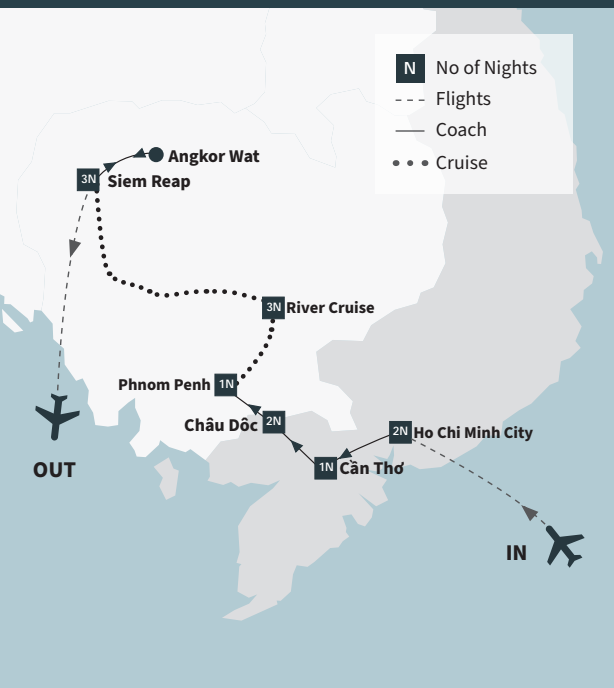 N No of Nights
Flights
Coach
Cruise
Angkor Wat
3N Siem Reap
3N River Cruise
Phnom Penh 1N
Châu Dôc 2N
2N Ho Chi Minh City
1N Cần Thơ
OUT
IN